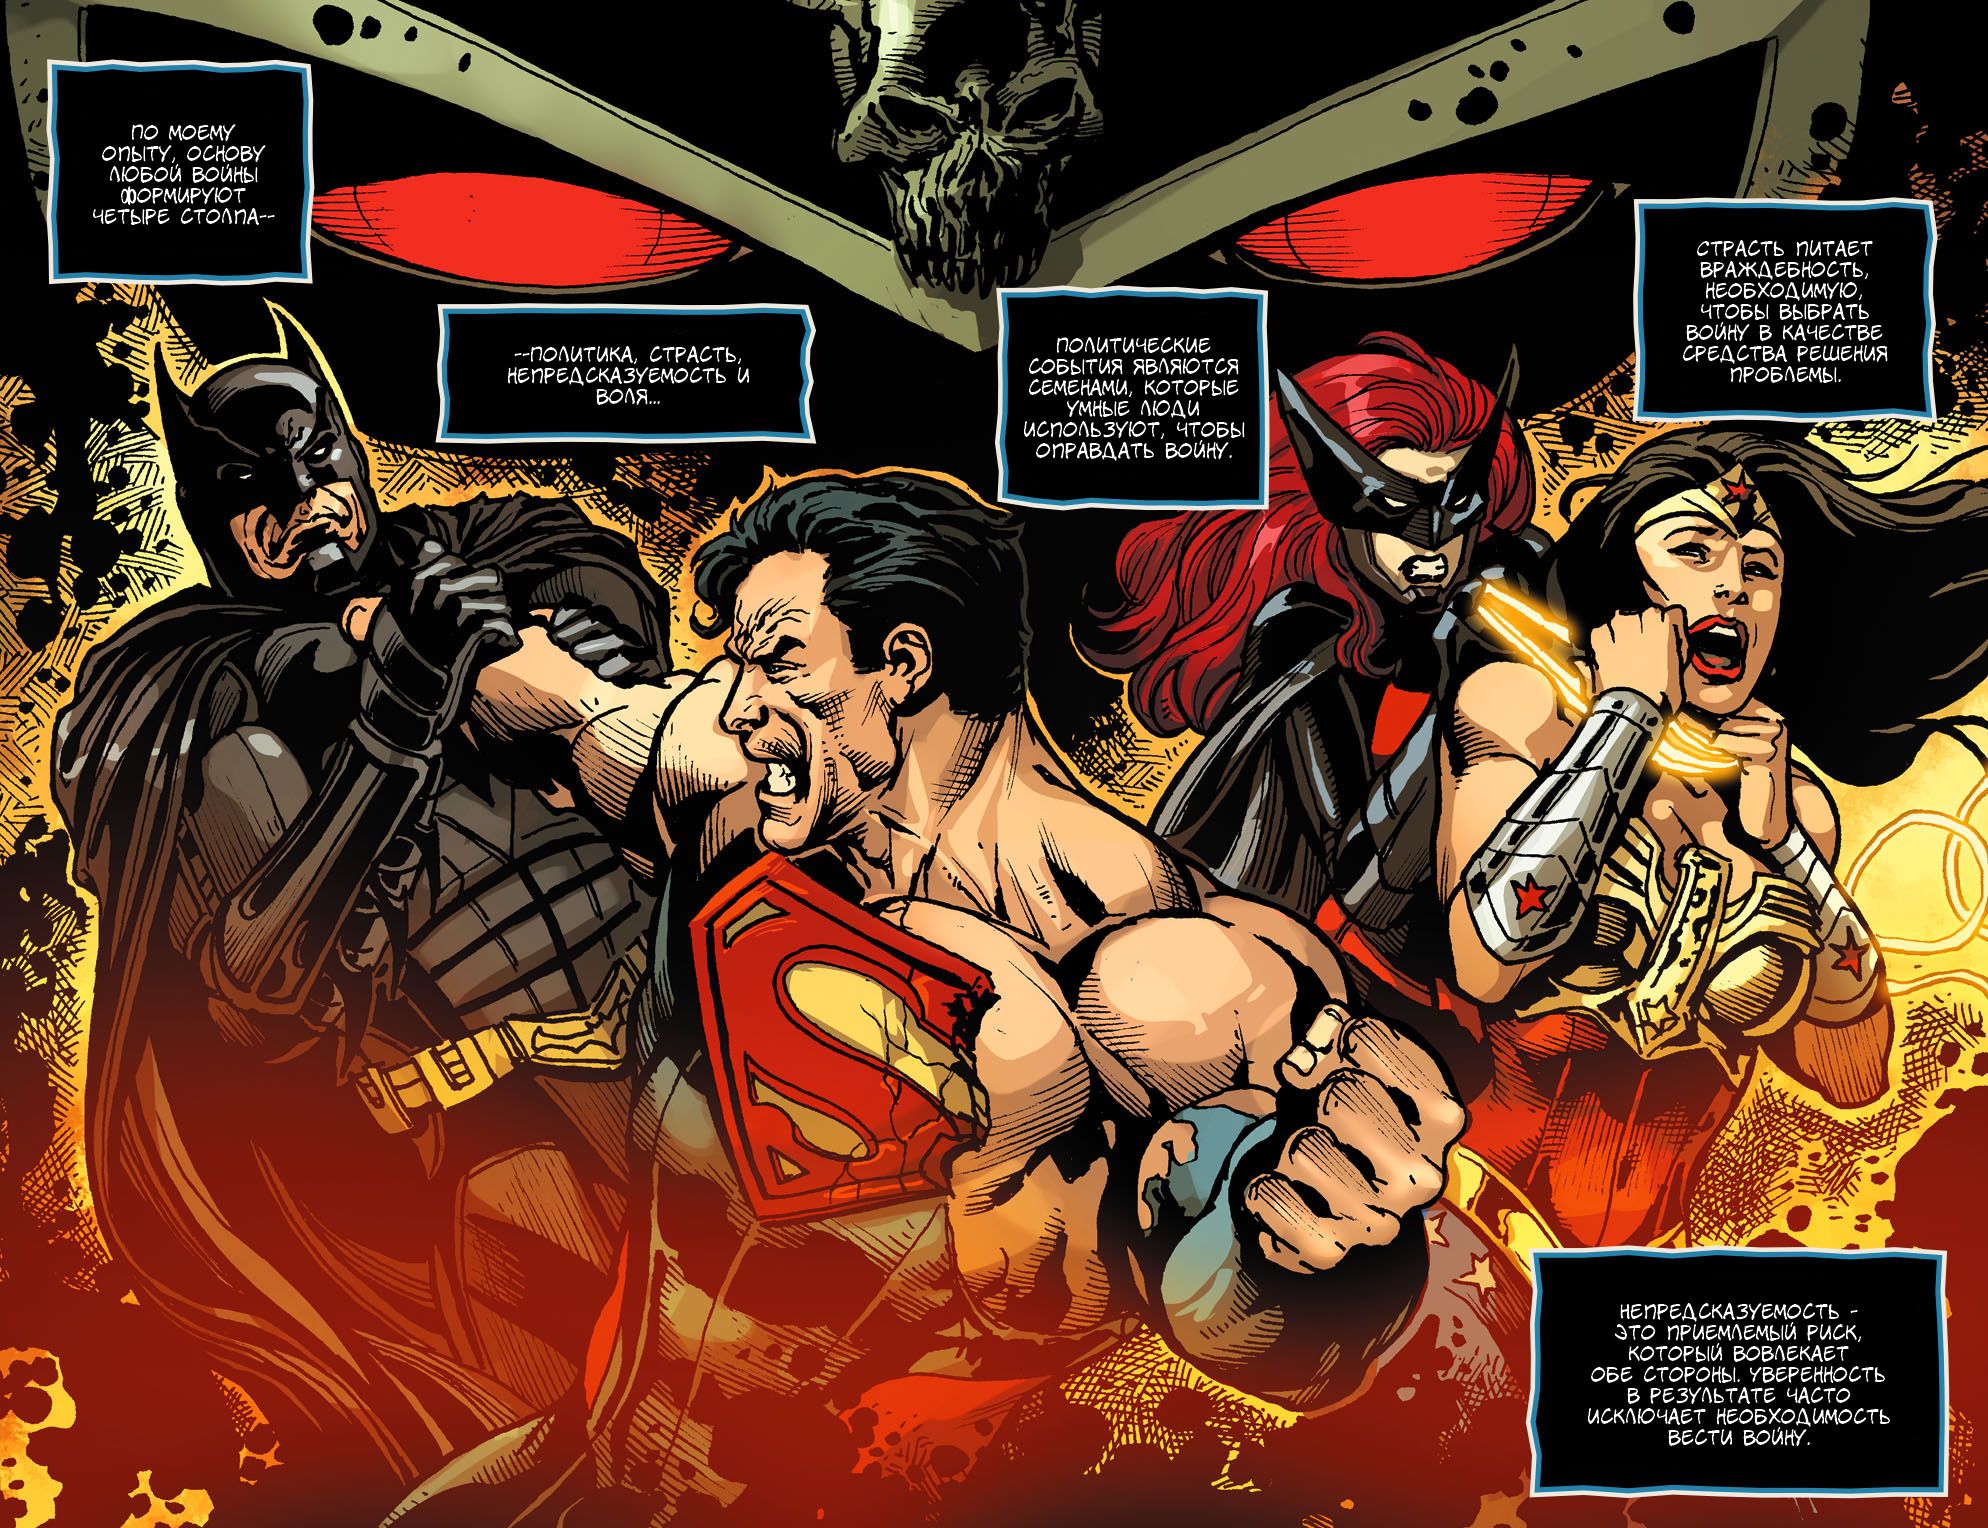 ПО МОЕМУ
ОПЫТУ, ОСНОВУ
ЛЮБОЙ ВОЙНЫ
ФОРМИРУЮТ
ЧЕТЫРЕ СТОЛПА--
--ПОЛИТИКА, СТРАСТЬ,
НЕПРЕДСКАЗУЕМОСТЬ И
ВОЛЯ...
ПОЛИТИЧЕСКИЕ
СОБЫТИЯ ЯВЛЯЮТСЯ
СЕМЕНАМИ, КОТОРЫЕ
УМНЫЕ ЛЮДИ
ИСПОЛЬЗУЮТ, ЧТОБЫ
ОПРАВДАТЬ ВОЙНУ.
СТРАСТЬ ПИТАЕТ
ВРАЖДЕБНОСТЬ,
НЕОБХОДИМУЮ,
ЧТОБЫ ВЫБРАТЬ
ВОЙНУ В КАЧЕСТВЕ
СРЕДСТВА РЕШЕНИЯ
ПРОБЛЕМЫ.
НЕПРЕДСКАЗУЕМОСТЬ -
ЭТО ПРИЕМЛЕМЫЙ РИСК,
КОТОРЫЙ ВОВЛЕКАЕТ
ОБЕ СТОРОНЫ. УВЕРЕННОСТЬ
В РЕЗУЛЬТАТЕ ЧАСТО
ИСКЛЮЧАЕТ НЕОБХОДИМОСТЬ
ВЕСТИ ВОЙНУ.